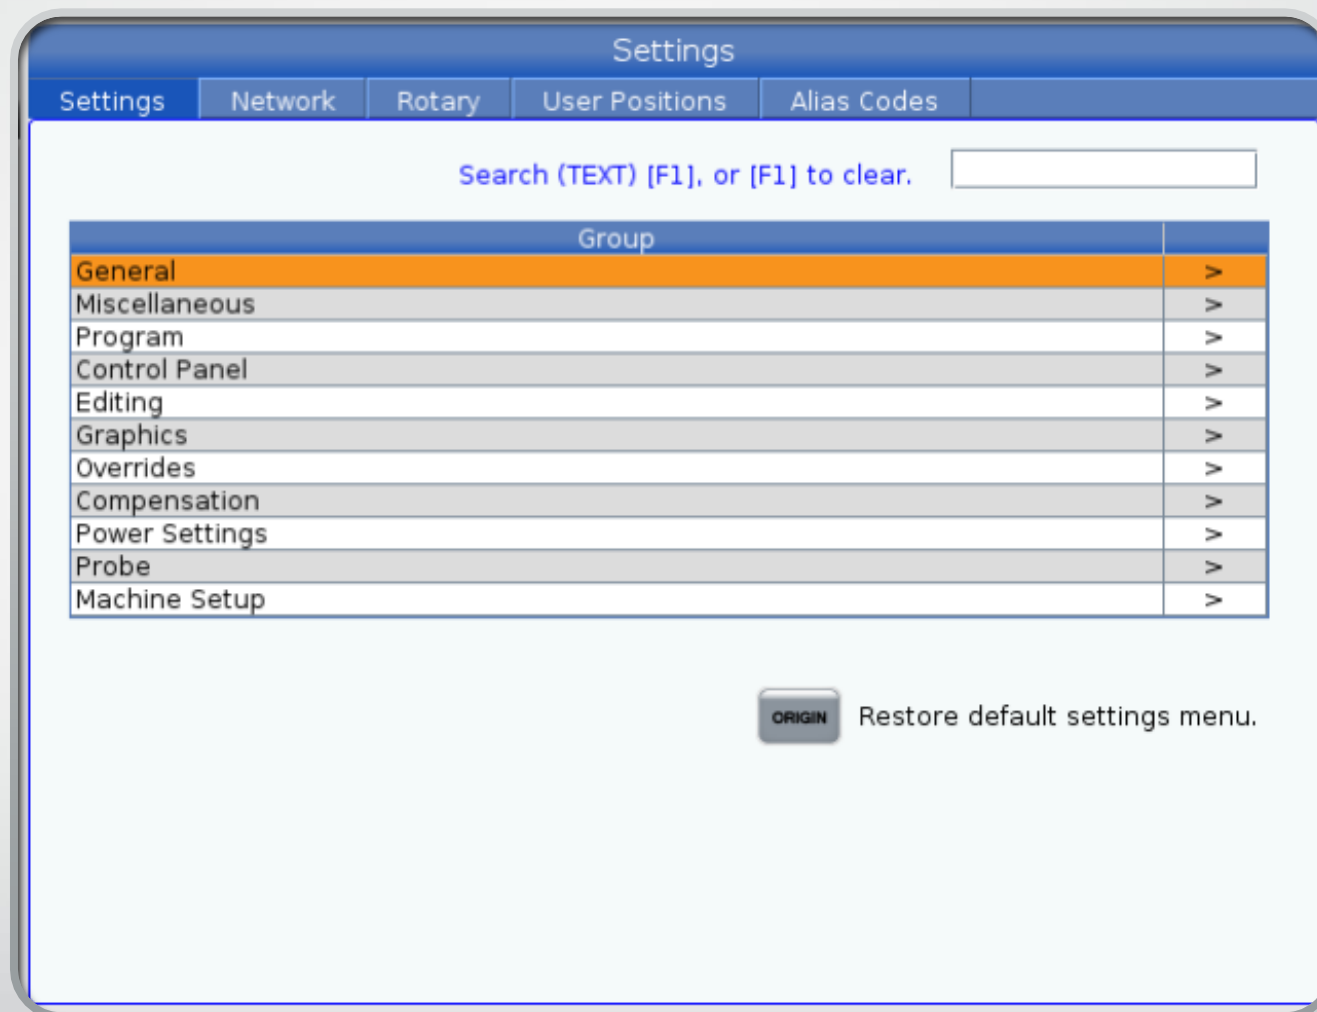 Settings
Settings Network Rotary User Positions Alias Codes
Search (TEXT) [F1], or [F1] to clear.
Group
General >
Miscellaneous >
Program >
Control Panel >
Editing >
Graphics >
Overrides >
Compensation >
Power Settings >
Probe >
Machine Setup >
ORIGIN Restore default settings menu.